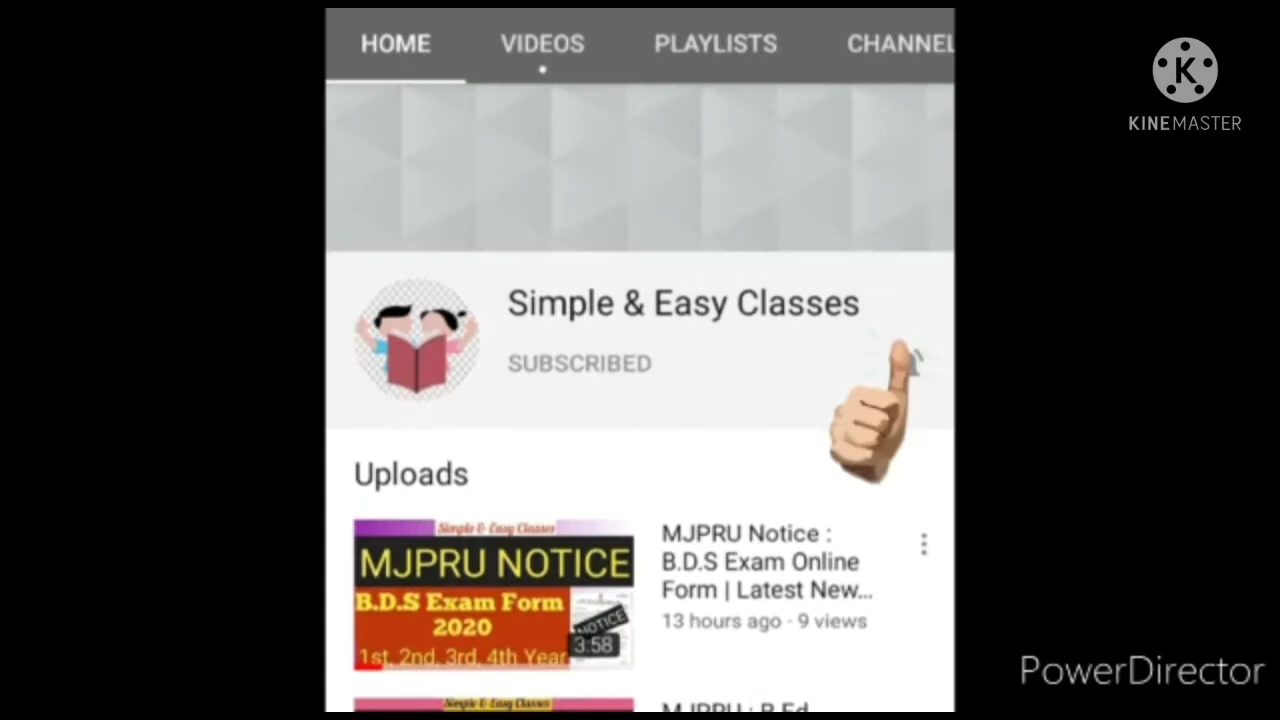 HOME VIDEOS PLAYLISTS CHANNEL
KINEMASTER
Simple & Easy Classes
SUBSCRIBED
Uploads
Simple & Easy Classes
MJPRU NOTICE
B.D.S Exam Form
2020
NOTICE
3:58
1st, 2nd, 3rd, 4th Year
MJPRU Notice :
B.D.S Exam Online
Form | Latest New...
13 hours ago · 9 views
Simple & Easy Classes
MJPRU : B.Ed
PowerDirector